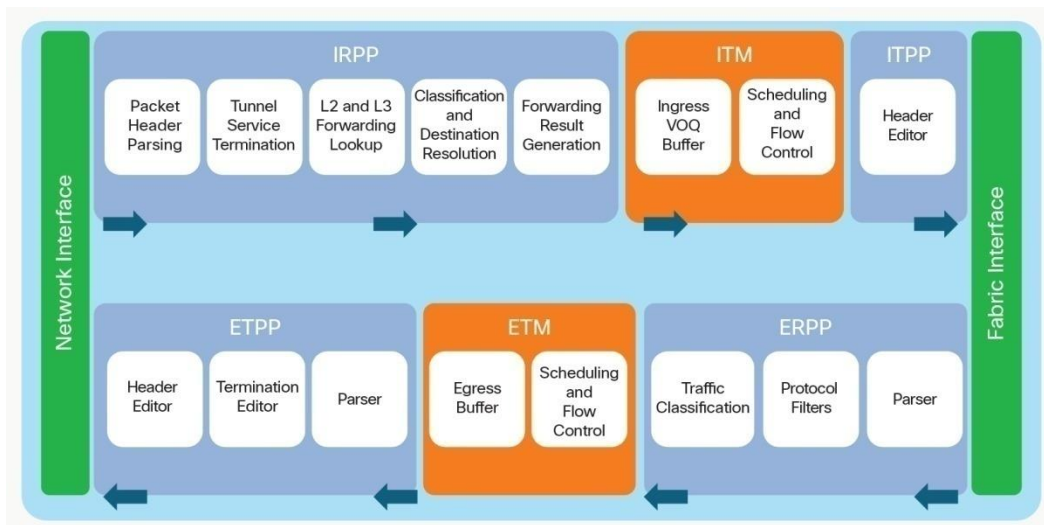 Network Interface
IRPP
Packet
Header
Parsing
Tunnel
Service
Termination
L2 and L3
Forwarding
Lookup
Classification
and
Destination
Resolution
Forwarding
Result
Generation
ITM
Ingress
VOQ
Buffer
Scheduling
and
Flow
Control
ITPP
Header
Editor
Fabric Interface
ETPP
Header
Editor
Termination
Editor
Parser
ETM
Egress
Buffer
Scheduling
and
Flow
Control
ERPP
Traffic
Classification
Protocol
Filters
Parser